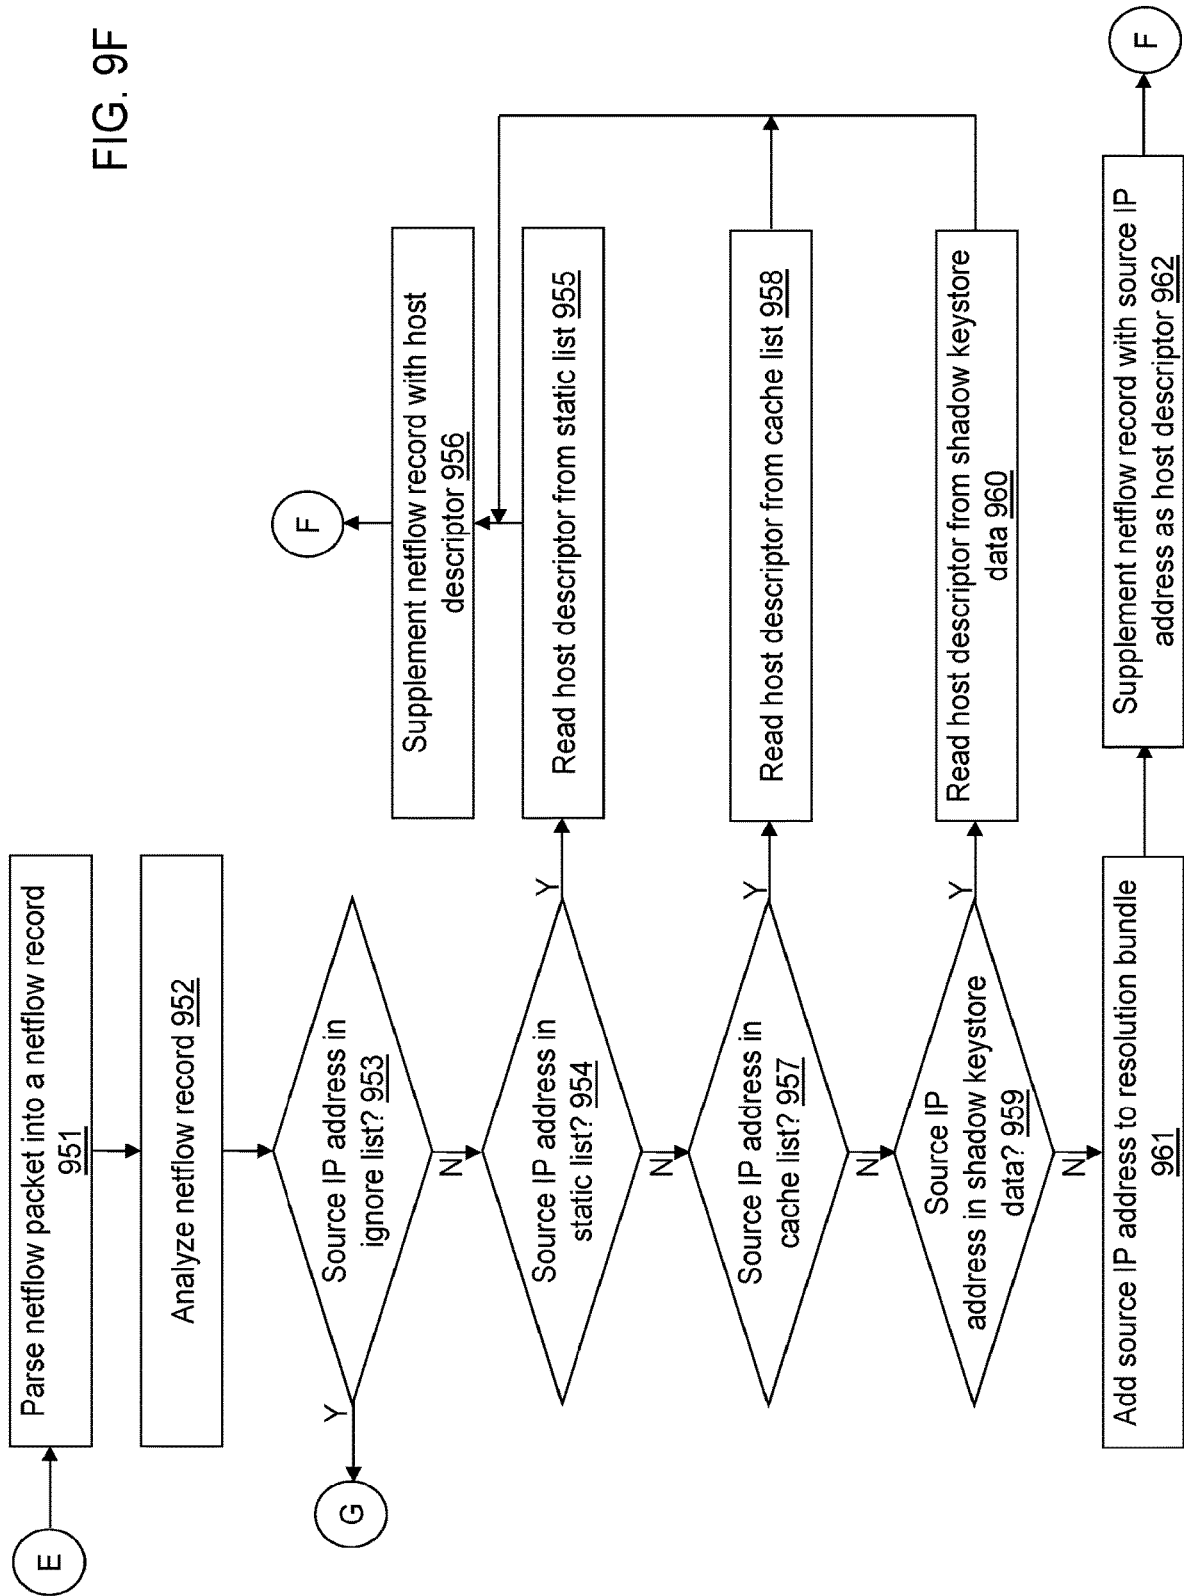 FIG. 9F
E
Parse netflow packet into a netflow record
951
Analyze netflow record 952
Source IP address in
ignore list? 953
Y
G
N
Source IP address in
static list? 954
Y
Read host descriptor from static list 955
Supplement netflow record with host
descriptor 956
F
N
Source IP address in
cache list? 957
Y
Read host descriptor from cache list 958
N
Source IP
address in shadow keystore
data? 959
Y
Read host descriptor from shadow keystore
data 960
N
Add source IP address to resolution bundle
961
Supplement netflow record with source IP
address as host descriptor 962
F